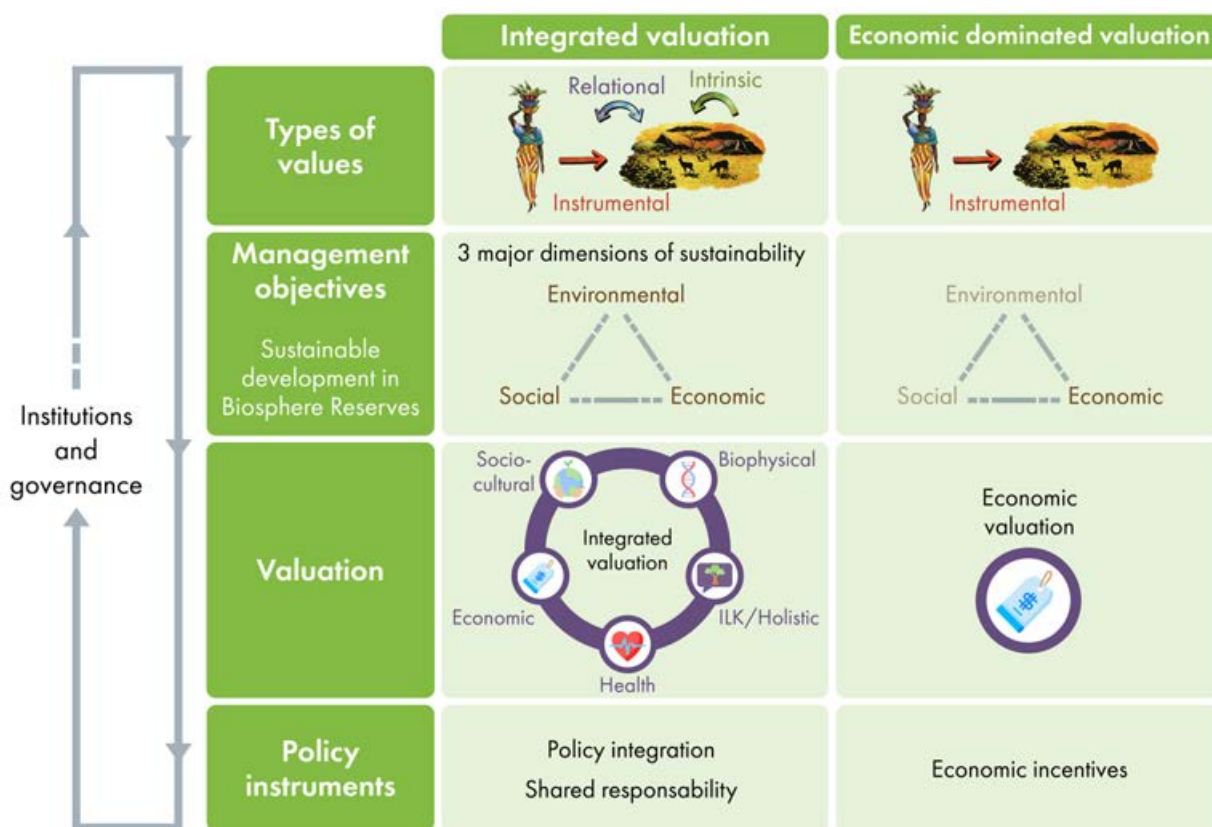 Integrated valuation
Economic dominated valuation
Institutions
and
governance
Types of
values
Relational
Intrinsic
Instrumental
Instrumental
Management
objectives
Sustainable
development in
Biosphere Reserves
3 major dimensions of sustainability
Environmental
Social
Economic
Environmental
Social
Economic
Valuation
Socio-
cultural
Biophysical
Integrated
valuation
Economic
ILK/Holistic
Health
Economic
valuation
Policy
instruments
Policy integration
Shared responsability
Economic incentives